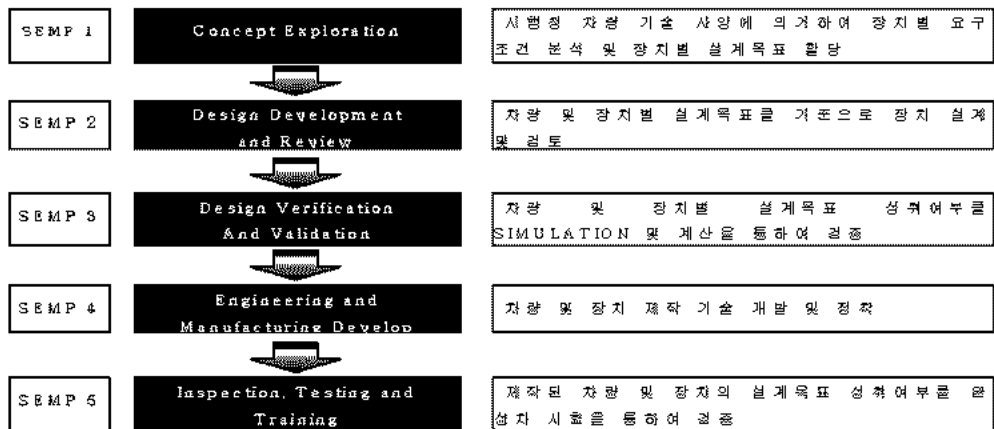 SEMP 1
Concept Exploration
시행청 차량 기술 사양에 의거하여 장치별 요구
조건 분석 및 장치별 설계목표 할당
SEMP 2
Design Development
and Review
차량 및 장치별 설계목표를 기준으로 장치 설계
및 검토
SEMP 3
Design Verification
And Validation
차량 및 장치별 설계목표 성취여부를
SIMULATION 및 계산을 통하여 검증
SEMP 4
Engineering and
Manufacturing Develop
차량 및 장치 제작 기술 개발 및 정착
SEMP 5
Inspection, Testing and
Training
제작된 차량 및 장치의 설계목표 성취여부를 완
성차 시험을 통하여 검증